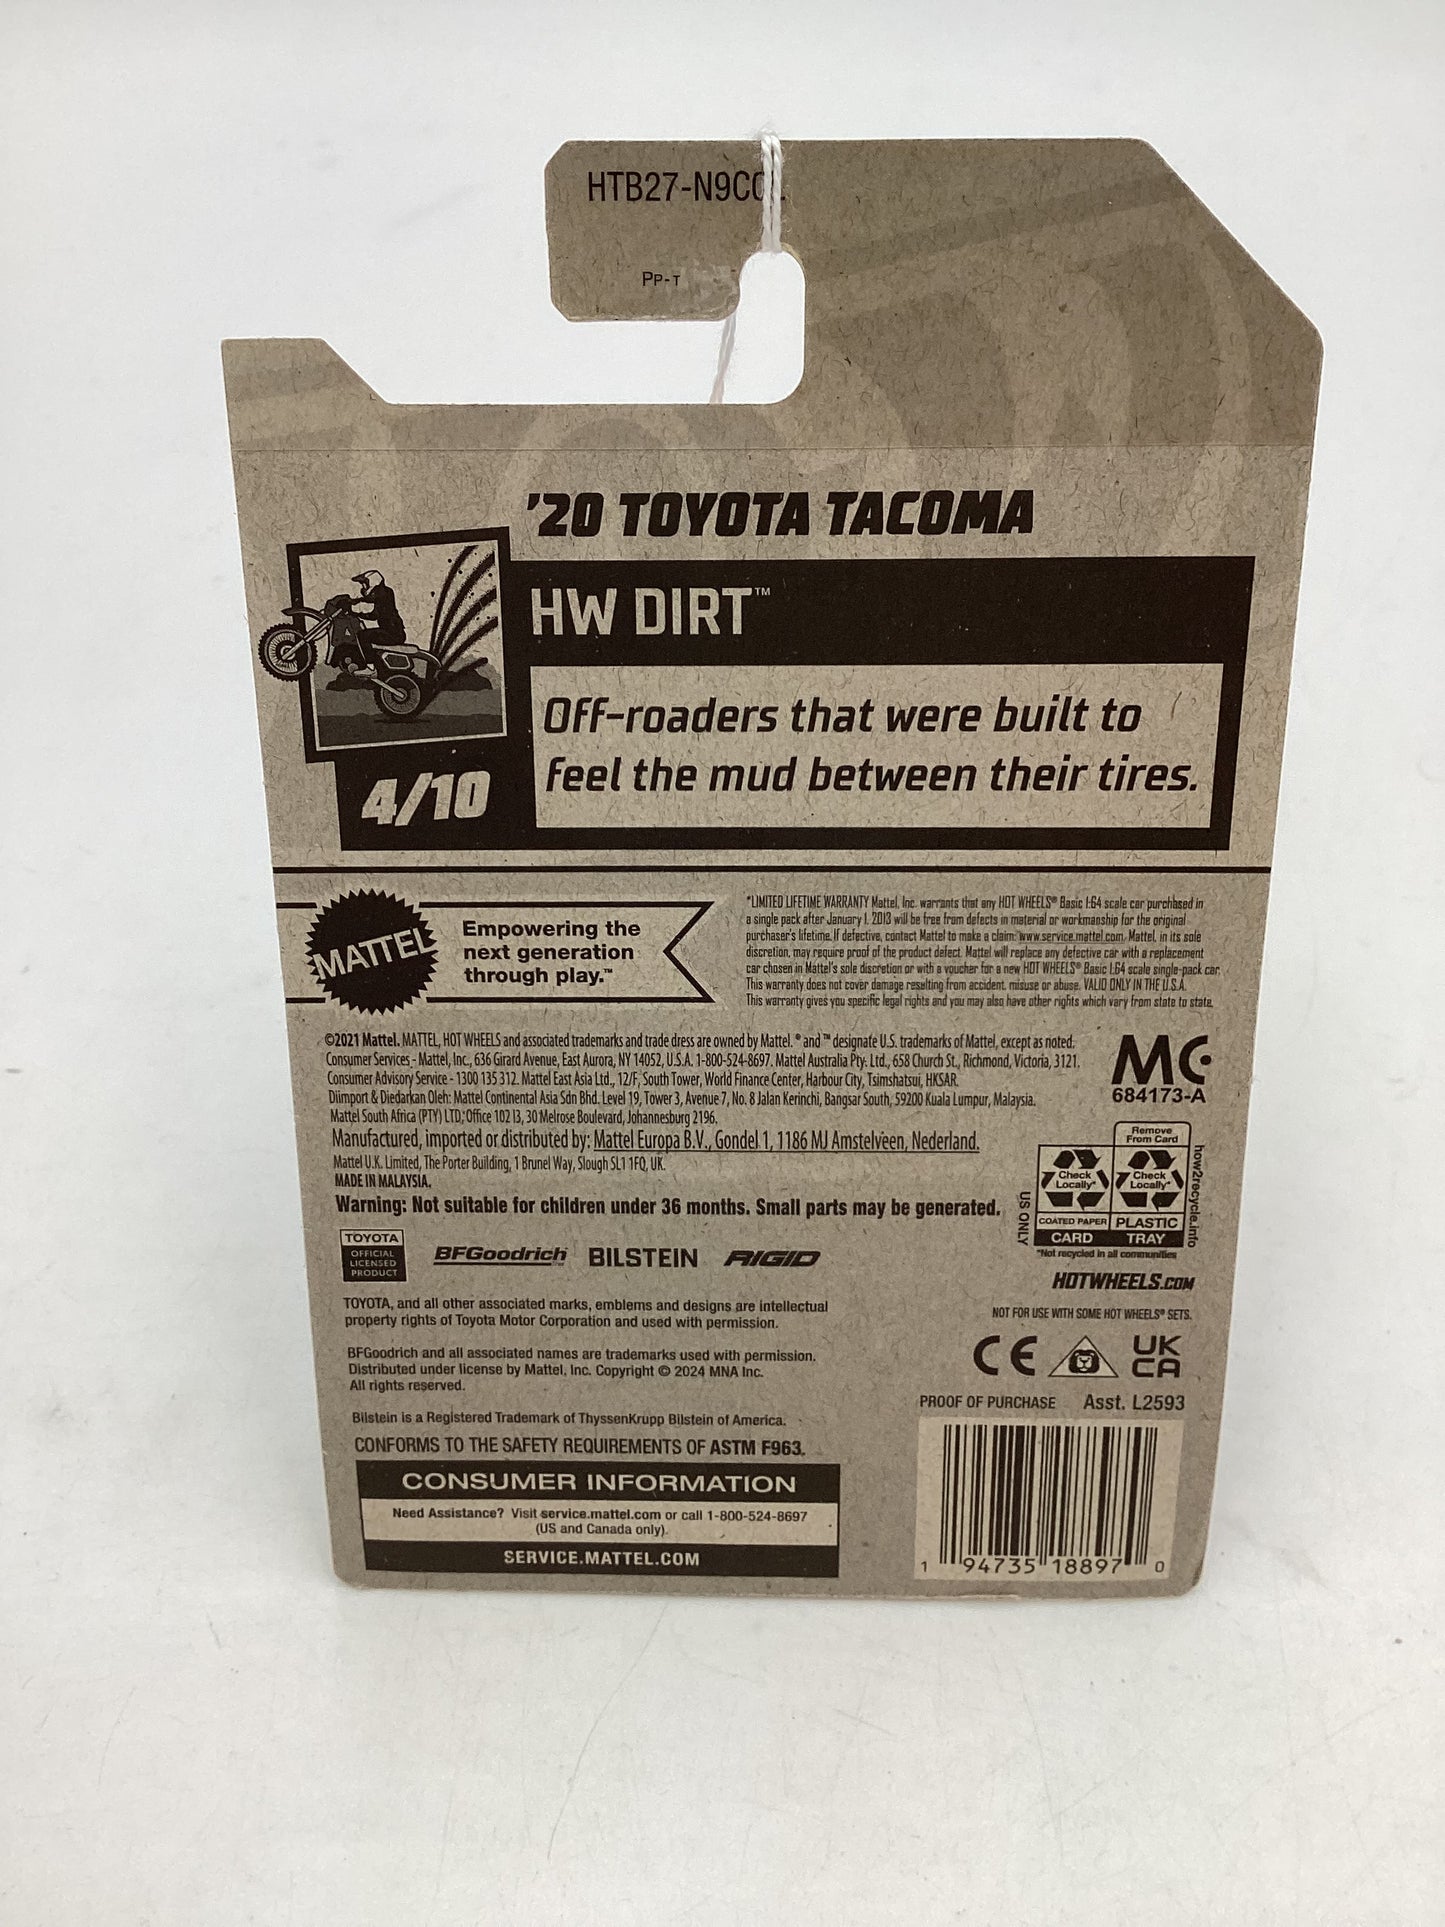 HTB27-N9C
Pp-T
'20 TOYOTA TACOMA
HW DIRT™
Off-roaders that were built to
feel the mud between their tires.
4/10
MATTEL
Empowering the
next generation
through play.™
*LIMITED LIFETIME WARRANTY Mattel, Inc. warrants that any HOT WHEELS® Basic 1:64 scale car purchased in
a single pack after January 1, 2013 will be free from defects in material or workmanship for the original
purchaser's lifetime. If defective, contact Mattel to make a claim: www.service.mattel.com. Mattel, in its sole
discretion, may require proof of the product defect. Mattel will replace any defective car with a replacement
car chosen in Mattel's sole discretion or with a voucher for a new HOT WHEELS® Basic 1:64 scale single-pack car.
This warranty does not cover damage resulting from accident, misuse or abuse. VALID ONLY IN THE U.S.A.
This warranty gives you specific legal rights and you may also have other rights which vary from state to state.
©2021 Mattel. MATTEL, HOT WHEELS and associated trademarks and trade dress are owned by Mattel. ® and ™ designate U.S. trademarks of Mattel, except as noted.
Consumer Services - Mattel, Inc., 636 Girard Avenue, East Aurora, NY 14052, U.S.A. 1-800-524-8697. Mattel Australia Pty. Ltd., 658 Church St., Richmond, Victoria, 3121.
Consumer Advisory Service - 1300 135 312. Mattel East Asia Ltd., 12/F, South Tower, World Finance Center, Harbour City, Tsimshatsui, HKSAR.
Diimport & Diedarkan Oleh: Mattel Continental Asia Sdn Bhd. Level 19, Tower 3, Avenue 7, No. 8 Jalan Kerinchi, Bangsar South, 59200 Kuala Lumpur, Malaysia.
Mattel South Africa (PTY) LTD, Office 102 I3, 30 Melrose Boulevard, Johannesburg 2196.
Manufactured, imported or distributed by: Mattel Europa B.V., Gondel 1, 1186 MJ Amstelveen, Nederland.
Mattel U.K. Limited, The Porter Building, 1 Brunel Way, Slough SL1 1FQ, UK.
MADE IN MALAYSIA.
Warning: Not suitable for children under 36 months. Small parts may be generated.
MC
684173-A
Remove
From Card
Check
Locally*
Check
Locally*
COATED PAPER
PLASTIC
CARD
TRAY
US ONLY
how2recycle.info
*Not recycled in all communities
TOYOTA
OFFICIAL
LICENSED
PRODUCT
BFGoodrich
BILSTEIN
RIGID
HOTWHEELS.COM
NOT FOR USE WITH SOME HOT WHEELS® SETS.
TOYOTA, and all other associated marks, emblems and designs are intellectual
property rights of Toyota Motor Corporation and used with permission.
BFGoodrich and all associated names are trademarks used with permission.
Distributed under license by Mattel, Inc. Copyright © 2024 MNA Inc.
All rights reserved.
CE
UK
CA
Bilstein is a Registered Trademark of ThyssenKrupp Bilstein of America.
CONFORMS TO THE SAFETY REQUIREMENTS OF ASTM F963.
PROOF OF PURCHASE
Asst. L2593
CONSUMER INFORMATION
Need Assistance? Visit service.mattel.com or call 1-800-524-8697
(US and Canada only).
SERVICE.MATTEL.COM
1 94735 18897 0